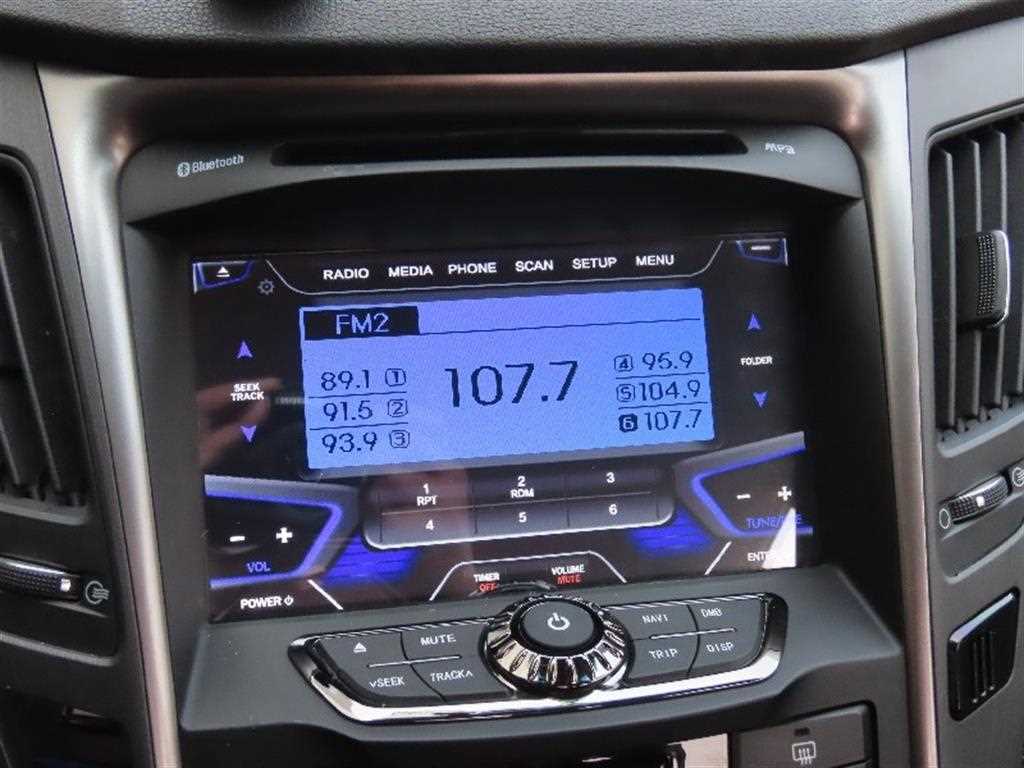 Bluetooth
MP3
RADIO MEDIA PHONE SCAN SETUP MENU
FM2
SEEK
TRACK
89.1 1
91.5 2
93.9 3
107.7
4 95.9
5 104.9
6 107.7
FOLDER
1 2 3
RPT RDM
4 5 6
- +
VOL
POWER
- +
TIMER
OFF
VOLUME
MUTE
MUTE
∨SEEK TRACK∧
NAVI DMB
TRIP DISP